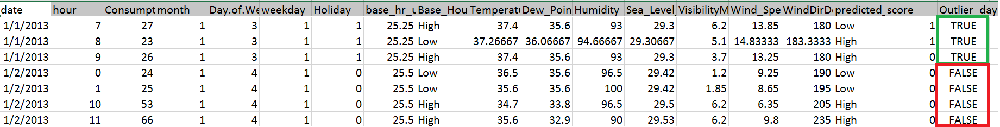 date hour Consumpt month Day.of.We weekday Holiday base_hr_u Base_Hou Temperatu Dew_Poin Humidity Sea_Level_ VisibilityM Wind_Spe WindDirDe predicted_ score Outlier_day
1/1/2013 7 27 1 3 1 1 25.25 High 37.4 35.6 93 29.3 6.2 13.85 180 Low 1 TRUE
1/1/2013 8 23 1 3 1 1 25.25 Low 37.26667 36.06667 94.66667 29.30667 5.1 14.83333 183.3333 High 1 TRUE
1/1/2013 9 26 1 3 1 1 25.25 High 37.4 35.6 93 29.3 3.7 13.25 180 High 0 TRUE
1/2/2013 0 24 1 4 1 0 25.5 Low 36.5 35.6 96.5 29.42 1.2 9.25 190 Low 0 FALSE
1/2/2013 1 25 1 4 1 0 25.5 Low 35.6 35.6 100 29.42 1.85 8.65 195 Low 0 FALSE
1/2/2013 10 53 1 4 1 0 25.5 High 34.7 33.8 96.5 29.5 6.2 6.35 205 High 0 FALSE
1/2/2013 11 66 1 4 1 0 25.5 High 35.6 32.9 90 29.53 6.2 9.8 235 High 0 FALSE